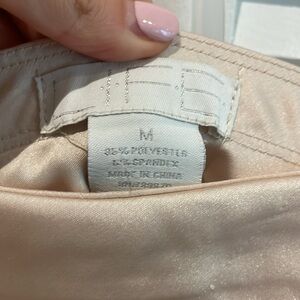 M
95% POLYESTER
5% SPANDEX
MADE IN CHINA